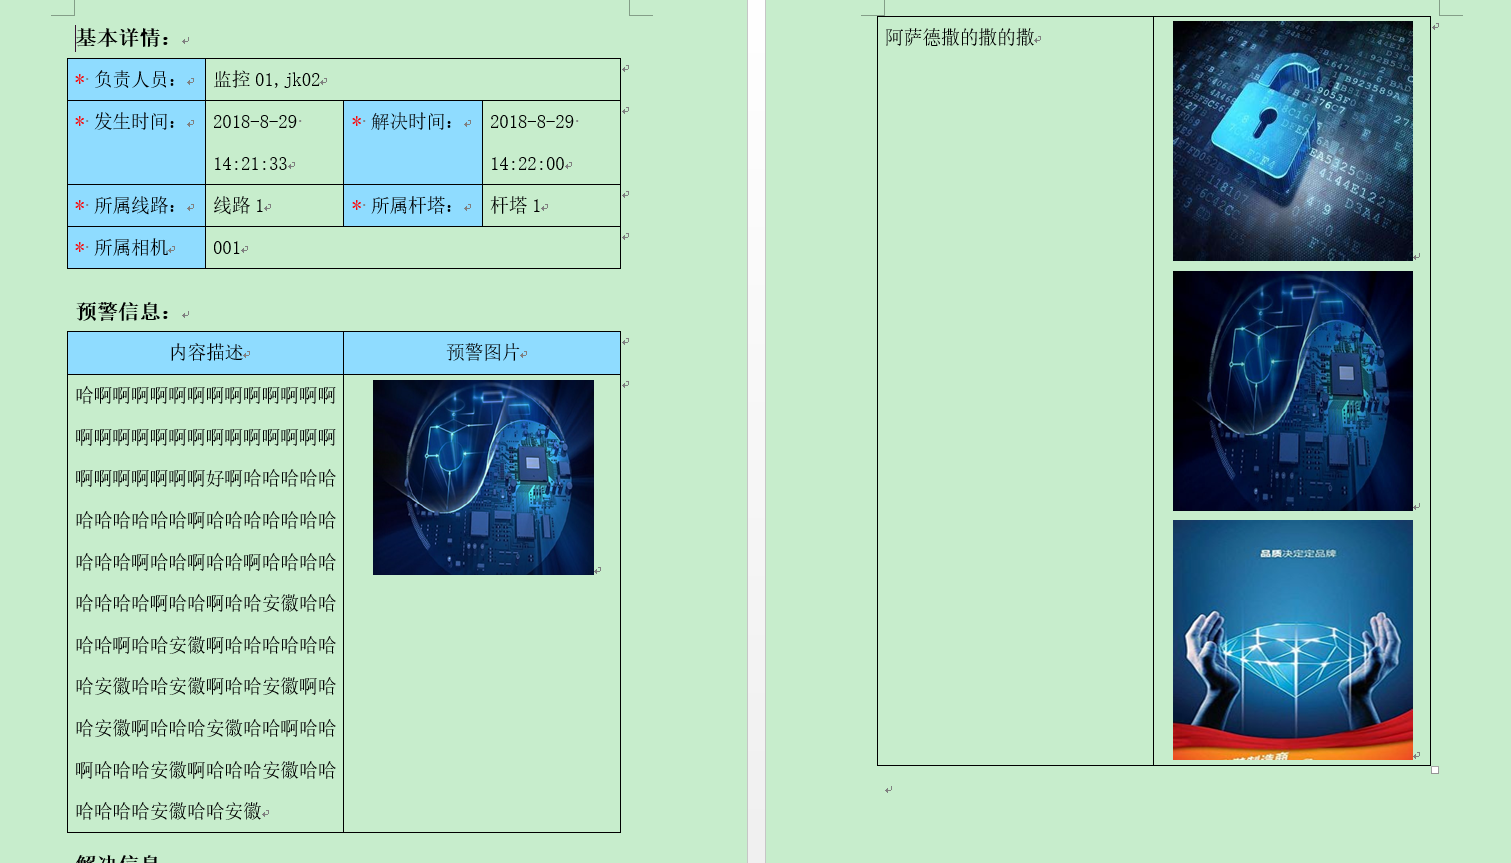 基本详情：
* 负责人员： 监控 01,jk02
* 发生时间： 2018-8-29 * 解决时间： 2018-8-29
14:21:33 14:22:00
* 所属线路： 线路 1 * 所属杆塔： 杆塔 1
* 所属相机 001
预警信息：
内容描述 预警图片
哈啊啊啊啊啊啊啊啊啊啊啊啊啊
啊啊啊啊啊啊啊啊啊啊啊啊啊啊
啊啊啊啊啊啊啊好啊哈哈哈哈哈
哈哈哈哈哈哈啊哈哈哈哈哈哈哈
哈哈哈啊哈哈啊哈哈啊哈哈哈哈
哈哈哈哈啊哈哈啊哈哈安徽哈哈
哈哈啊哈哈安徽啊哈哈哈哈哈哈
哈安徽哈哈安徽啊哈哈安徽啊哈
哈安徽啊哈哈哈安徽哈哈啊哈哈
啊哈哈哈安徽啊哈哈哈安徽哈哈
哈哈哈哈安徽哈哈安徽
解决信息
阿萨德撒的撒的撒
品质决定定品牌